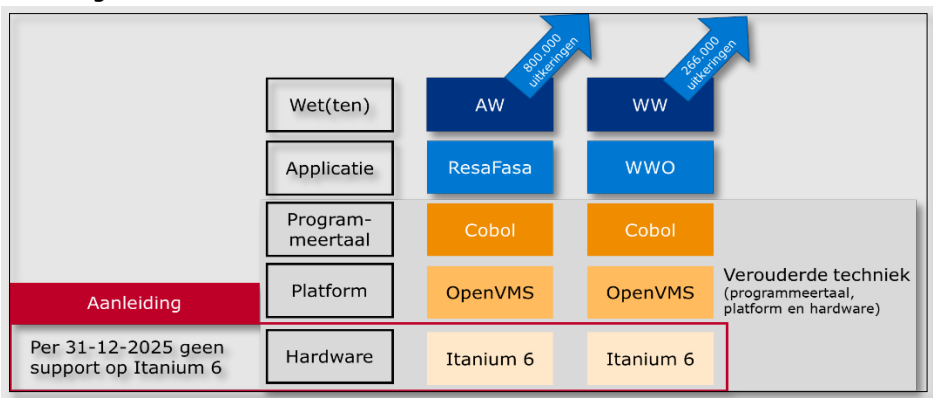 800.000
uitkeringen
266.000
uitkeringen
Wet(ten)
AW
WW
Applicatie
ResaFasa
WWO
Program-
meertaal
Cobol
Cobol
Platform
OpenVMS
OpenVMS
Verouderde techniek
(programmeertaal,
platform en hardware)
Aanleiding
Per 31-12-2025 geen
support op Itanium 6
Hardware
Itanium 6
Itanium 6